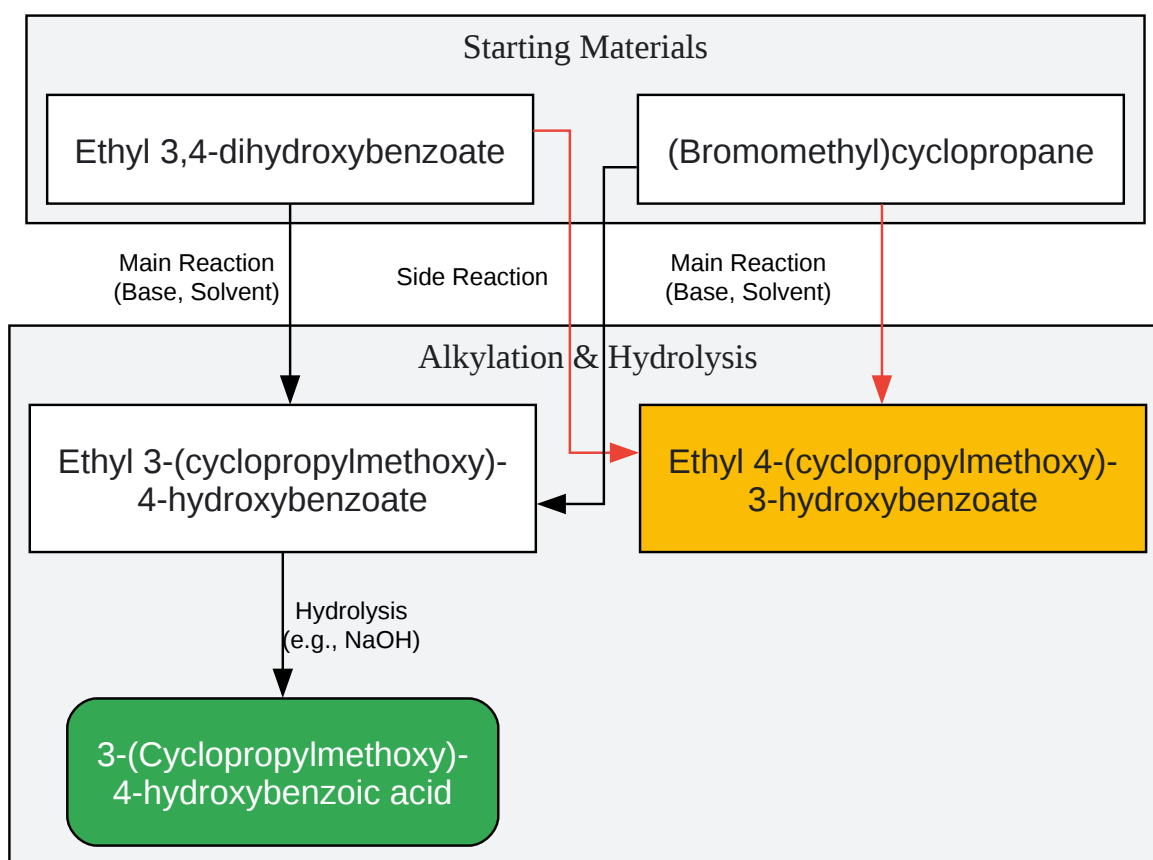 Starting Materials
Ethyl 3,4-dihydroxybenzoate
(Bromomethyl)cyclopropane
Main Reaction
(Base, Solvent)
Side Reaction
Main Reaction
(Base, Solvent)
Alkylation & Hydrolysis
Ethyl 3-(cyclopropylmethoxy)-
4-hydroxybenzoate
Ethyl 4-(cyclopropylmethoxy)-
3-hydroxybenzoate
Hydrolysis
(e.g., NaOH)
3-(Cyclopropylmethoxy)-
4-hydroxybenzoic acid